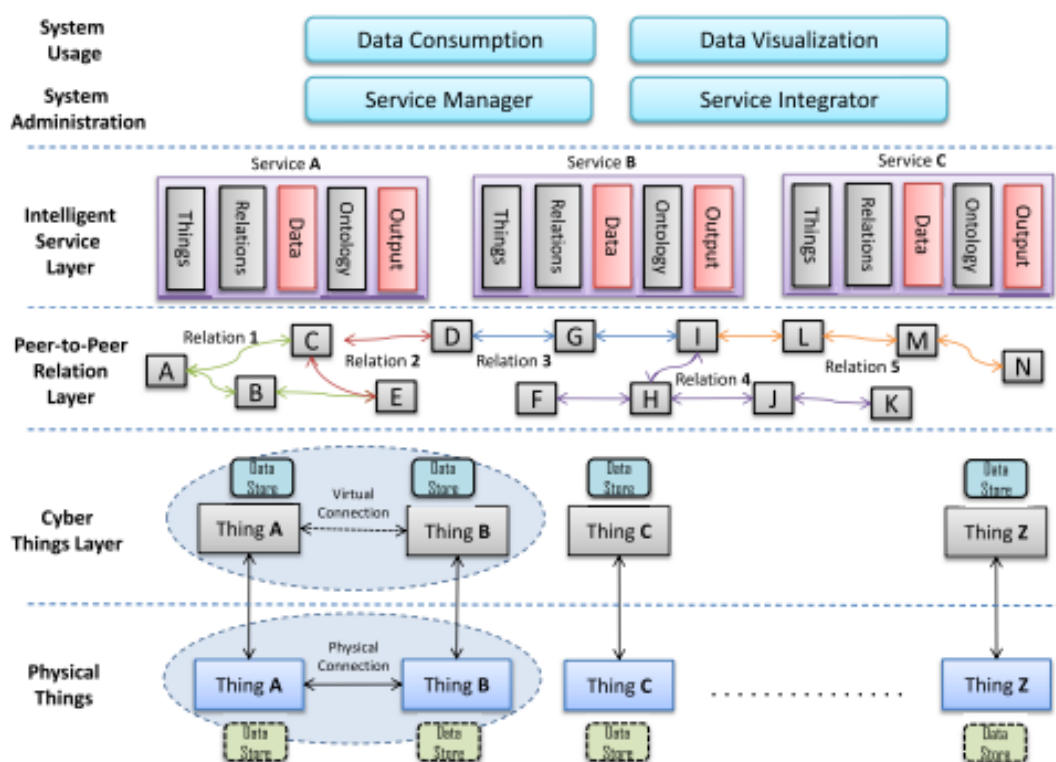 System
Usage
Data Consumption
Data Visualization
System
Administration
Service Manager
Service Integrator
Service A
Service B
Service C
Intelligent
Service
Layer
Things
Relations
Data
Ontology
Output
Things
Relations
Data
Ontology
Output
Things
Relations
Data
Ontology
Output
Peer-to-Peer
Relation
Layer
Relation 1
Relation 2
Relation 3
Relation 4
Relation 5
A
B
C
E
D
G
I
L
M
N
F
H
J
K
Cyber
Things Layer
Data
Store
Data
Store
Data
Store
Data
Store
Virtual
Connection
Thing A
Thing B
Thing C
Thing Z
Physical
Things
Physical
Connection
Thing A
Thing B
Thing C
Thing Z
Data
Store
Data
Store
Data
Store
Data
Store